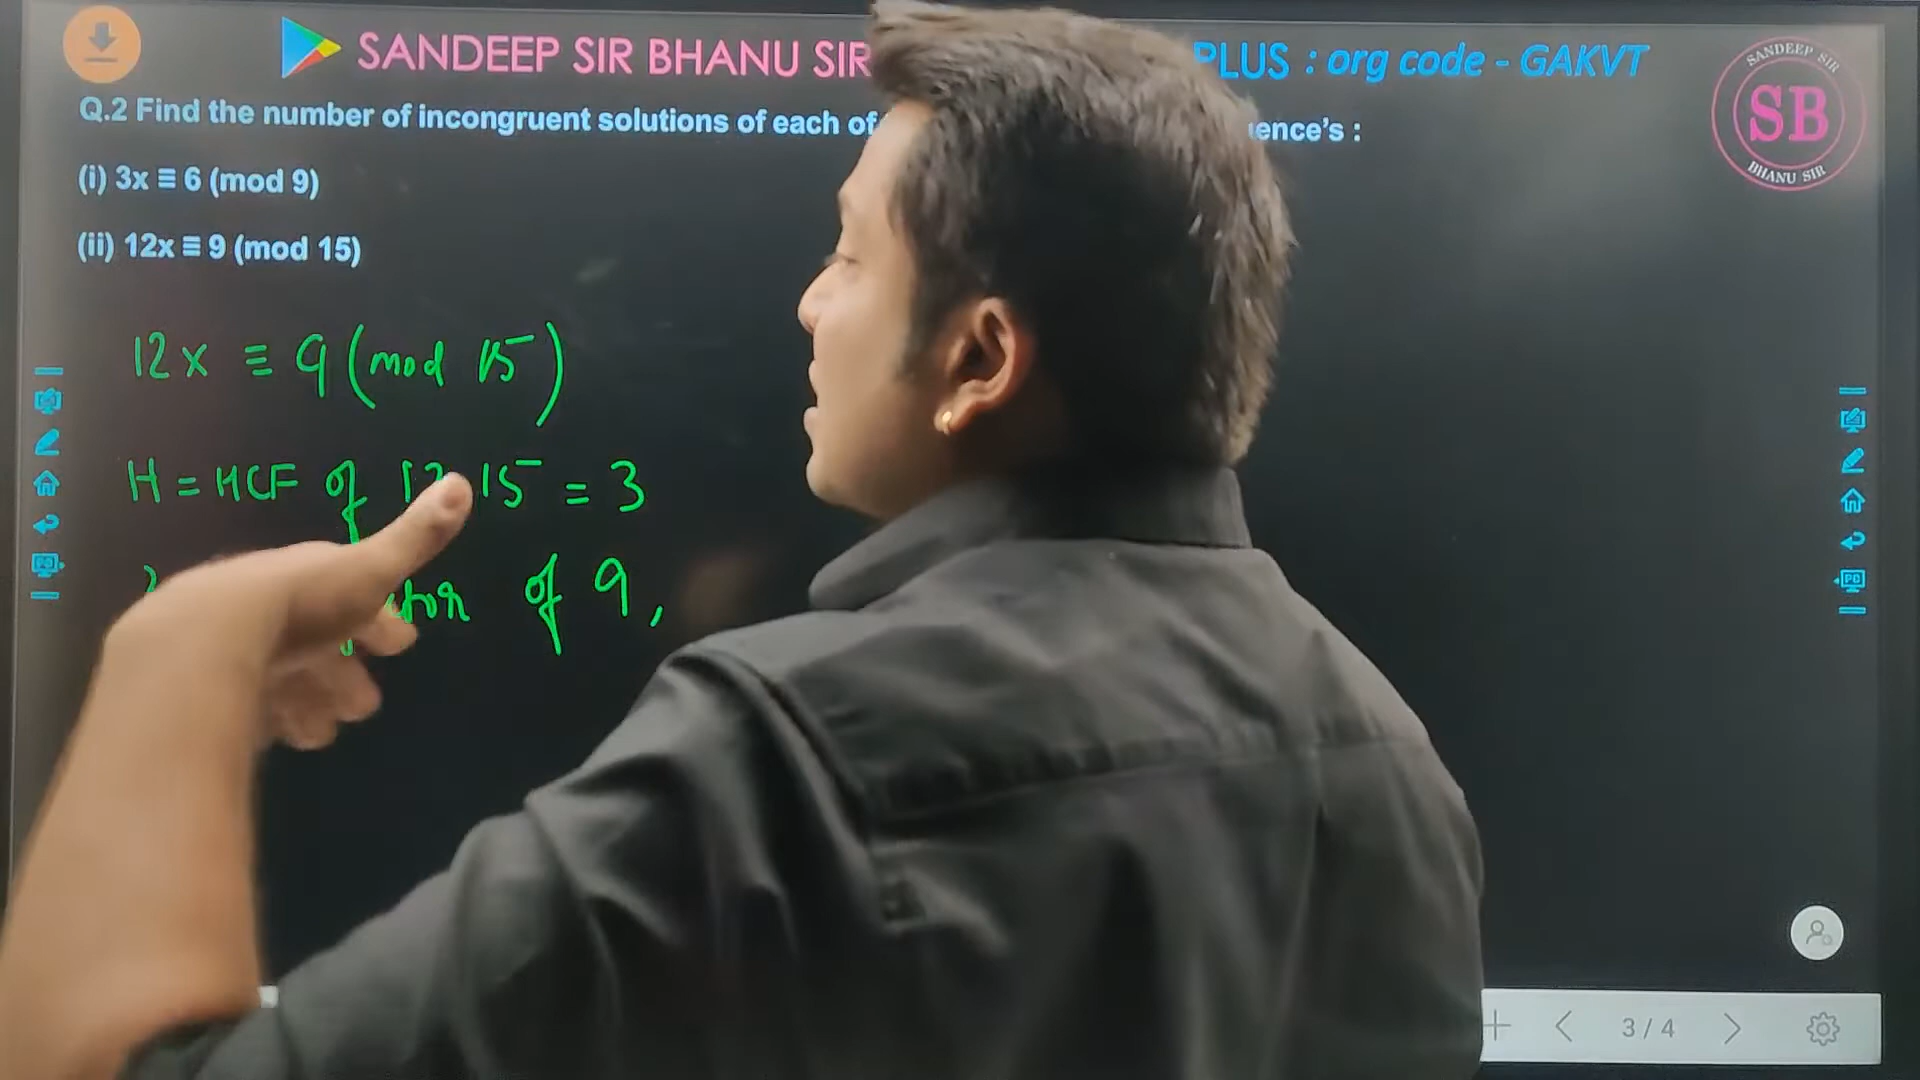 SANDEEP SIR BHANU SIR PLUS : org code - GAKVT
SANDEEP SIR
SB
BHANU SIR
Q.2 Find the number of incongruent solutions of each of ence's :
(i) 3x ≡ 6 (mod 9)
(ii) 12x ≡ 9 (mod 15)
12x ≡ 9 (mod 15)
H = HCF of 12 15 = 3
of 9,
3 / 4